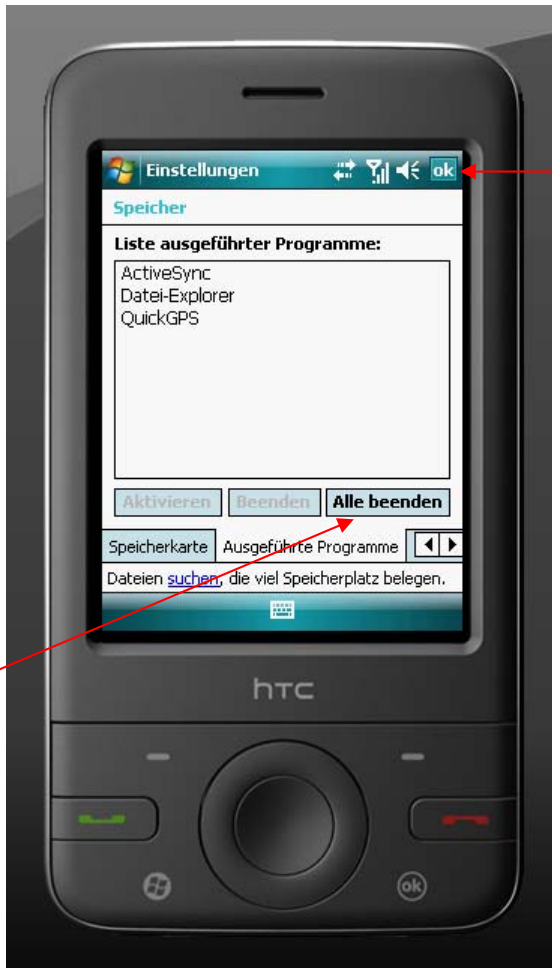 Einstellungen ok
Speicher
Liste ausgeführter Programme:
ActiveSync
Datei-Explorer
QuickGPS
Aktivieren Beenden Alle beenden
Speicherkarte Ausgeführte Programme
Dateien suchen, die viel Speicherplatz belegen.
hTC
ok